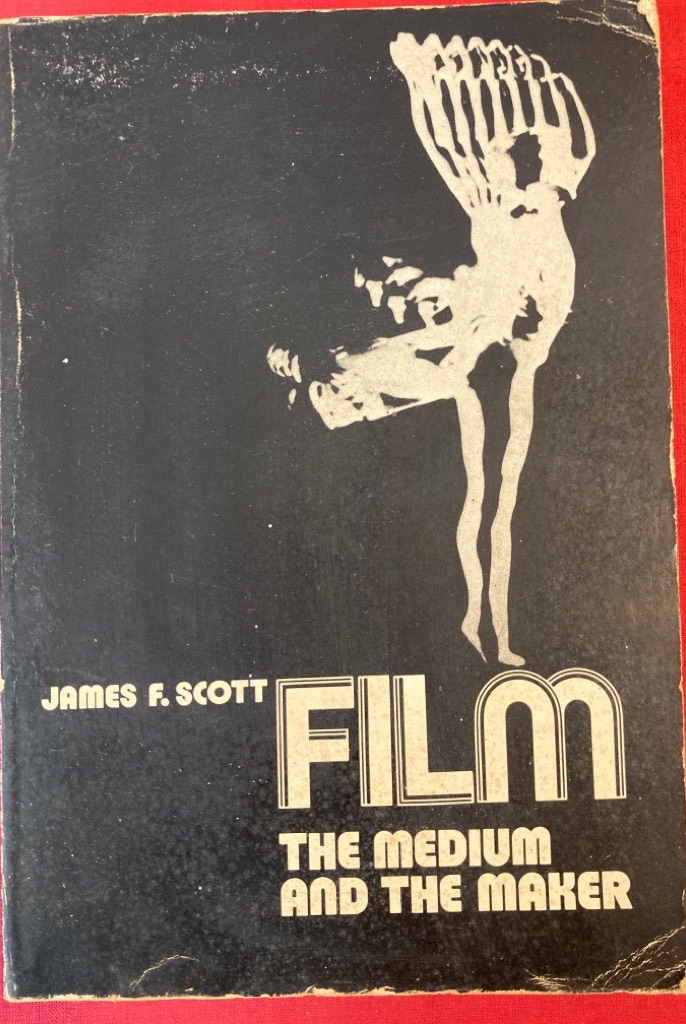 JAMES F. SCOTT
FILM
THE MEDIUM
AND THE MAKER